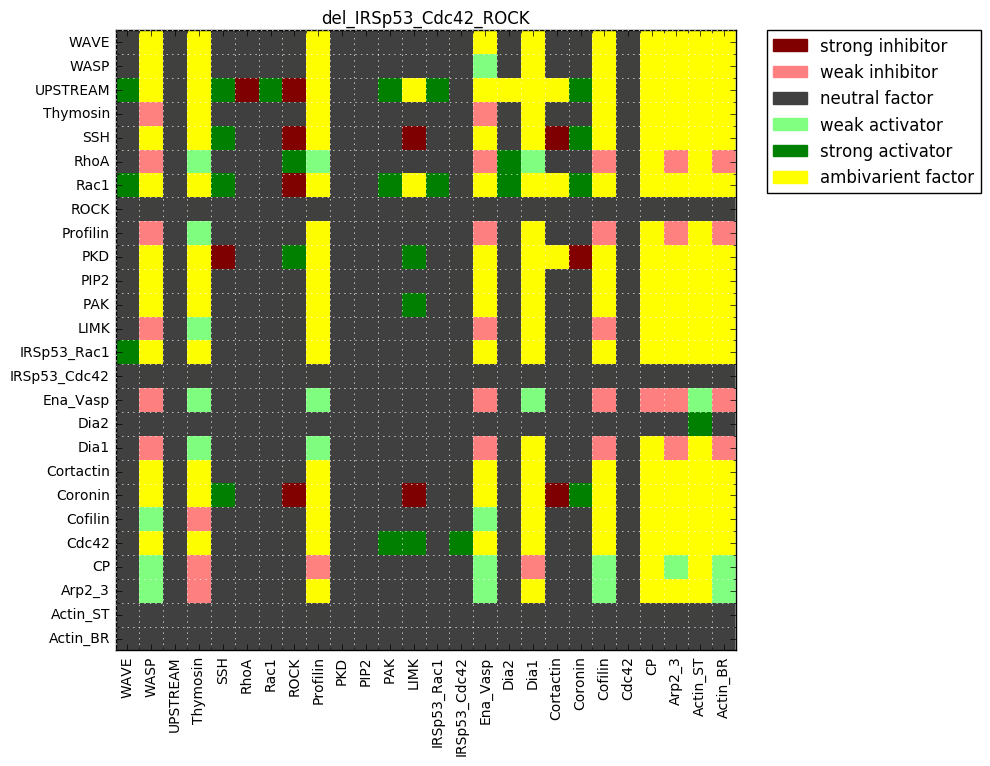 del_IRSp53_Cdc42_ROCK
strong inhibitor
weak inhibitor
neutral factor
weak activator
strong activator
ambivarient factor
WAVE
WASP
UPSTREAM
Thymosin
SSH
RhoA
Rac1
ROCK
Profilin
PKD
PIP2
PAK
LIMK
IRSp53_Rac1
IRSp53_Cdc42
Ena_Vasp
Dia2
Dia1
Cortactin
Coronin
Cofilin
Cdc42
CP
Arp2_3
Actin_ST
Actin_BR
WAVE
WASP
UPSTREAM
Thymosin
SSH
RhoA
Rac1
ROCK
Profilin
PKD
PIP2
PAK
LIMK
IRSp53_Rac1
IRSp53_Cdc42
Ena_Vasp
Dia2
Dia1
Cortactin
Coronin
Cofilin
Cdc42
CP
Arp2_3
Actin_ST
Actin_BR